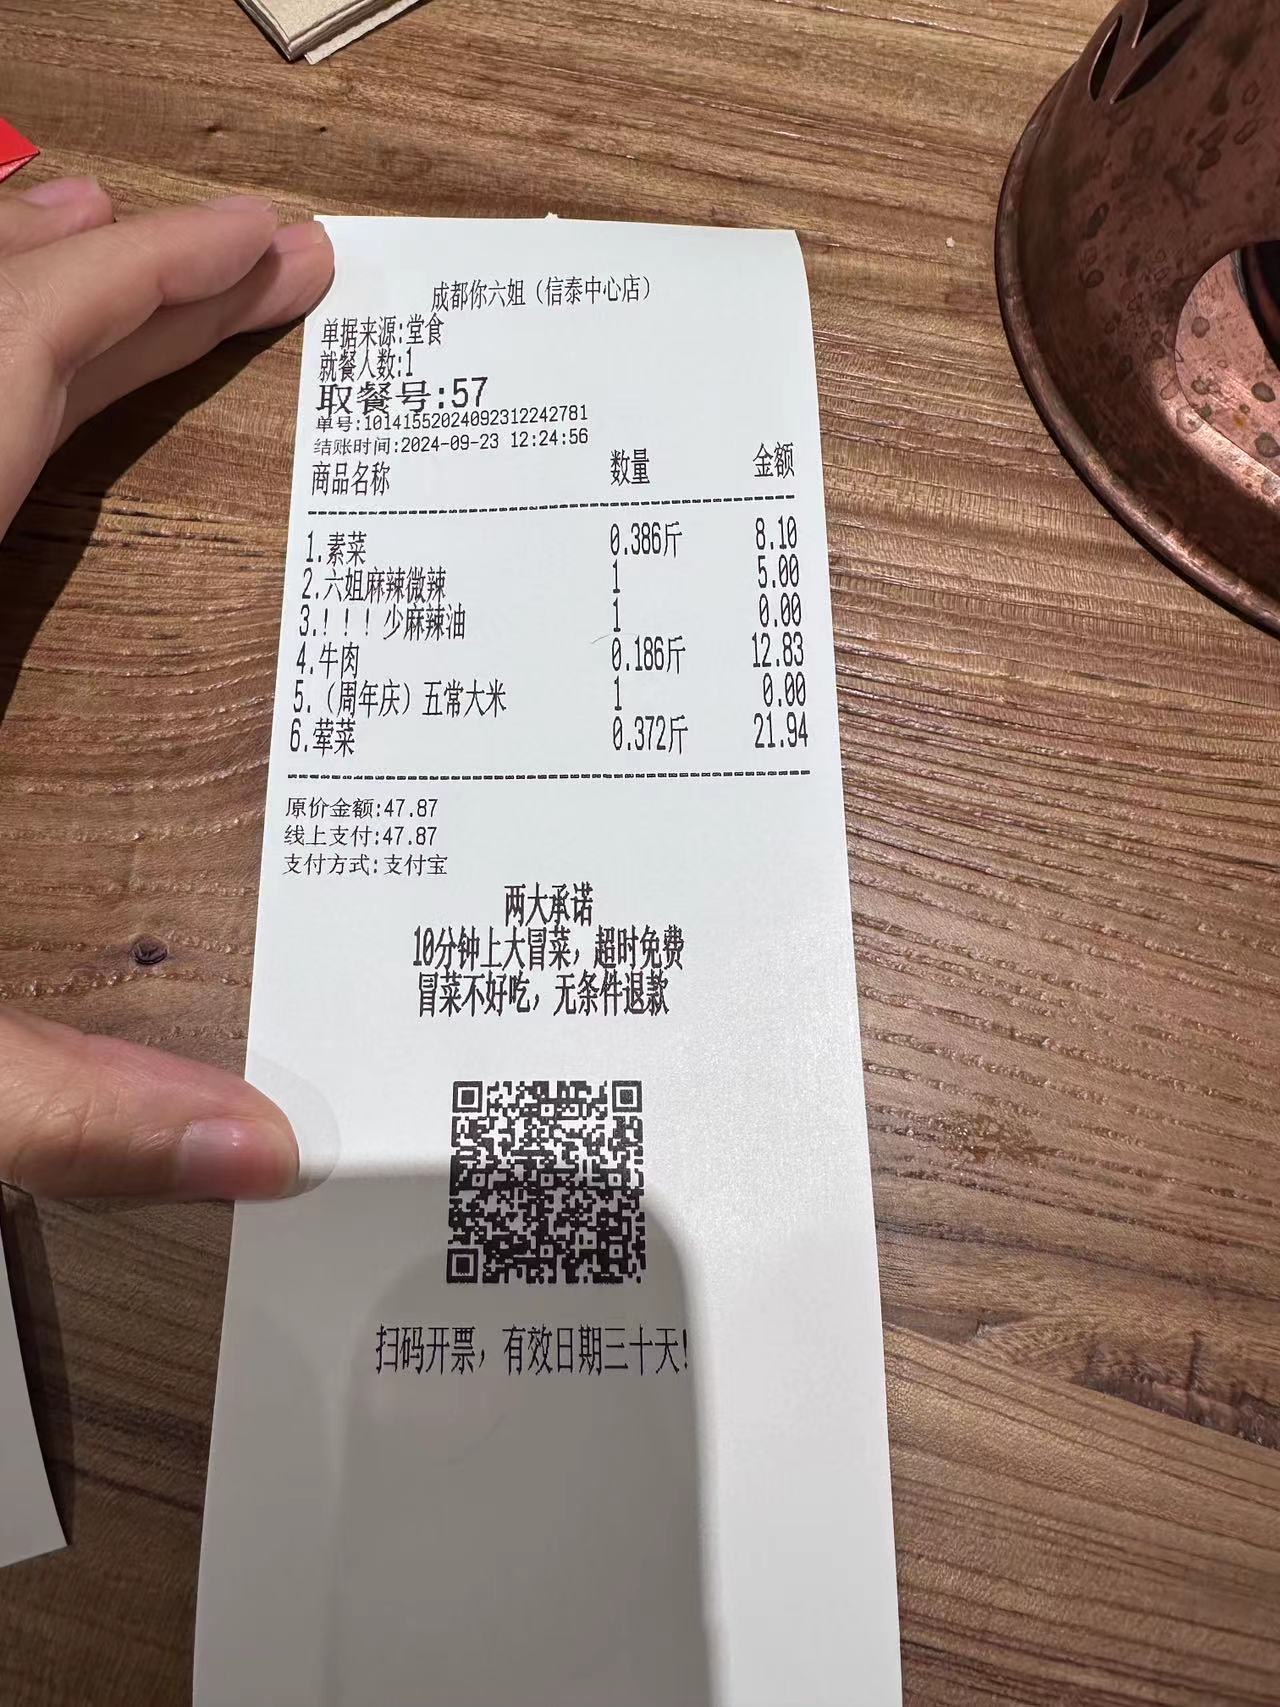 成都你六姐（信泰中心店）
单据来源:堂食
就餐人数:1
取餐号:57
单号:10141552024092312242781
结账时间:2024-09-23 12:24:56
商品名称 数量 金额
1.素菜 0.386斤 8.10
2.六姐麻辣微辣 1 5.00
3.！！！少麻辣油 1 0.00
4.牛肉 0.186斤 12.83
5.（周年庆）五常大米 1 0.00
6.荤菜 0.372斤 21.94
原价金额:47.87
线上支付:47.87
支付方式:支付宝
两大承诺
10分钟上大冒菜，超时免费
冒菜不好吃，无条件退款
扫码开票，有效日期三十天!